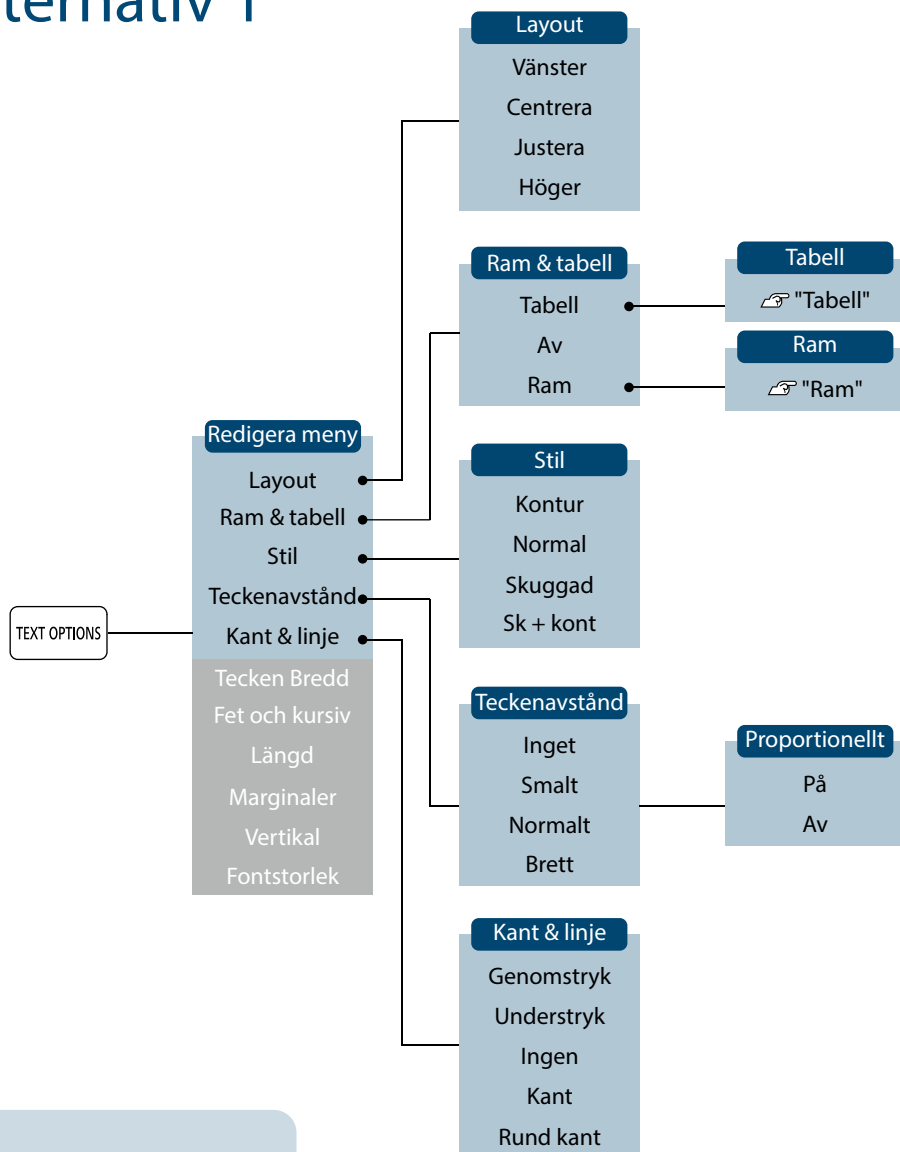 TEXT OPTIONS
Redigera meny
Layout
Ram & tabell
Stil
Teckenavstånd
Kant & linje
Tecken Bredd
Fet och kursiv
Längd
Marginaler
Vertikal
Fontstorlek
Layout
Vänster
Centrera
Justera
Höger
Ram & tabell
Tabell
Av
Ram
Tabell
"Tabell"
Ram
"Ram"
Stil
Kontur
Normal
Skuggad
Sk + kont
Teckenavstånd
Inget
Smalt
Normalt
Brett
Proportionellt
På
Av
Kant & linje
Genomstryk
Understryk
Ingen
Kant
Rund kant